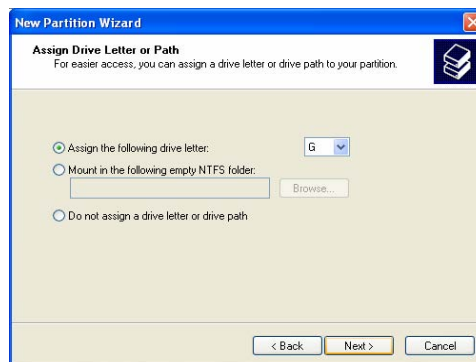 New Partition Wizard
Assign Drive Letter or Path
For easier access, you can assign a drive letter or drive path to your partition.
Assign the following drive letter: G
Mount in the following empty NTFS folder:
Browse...
Do not assign a drive letter or drive path
< Back Next > Cancel